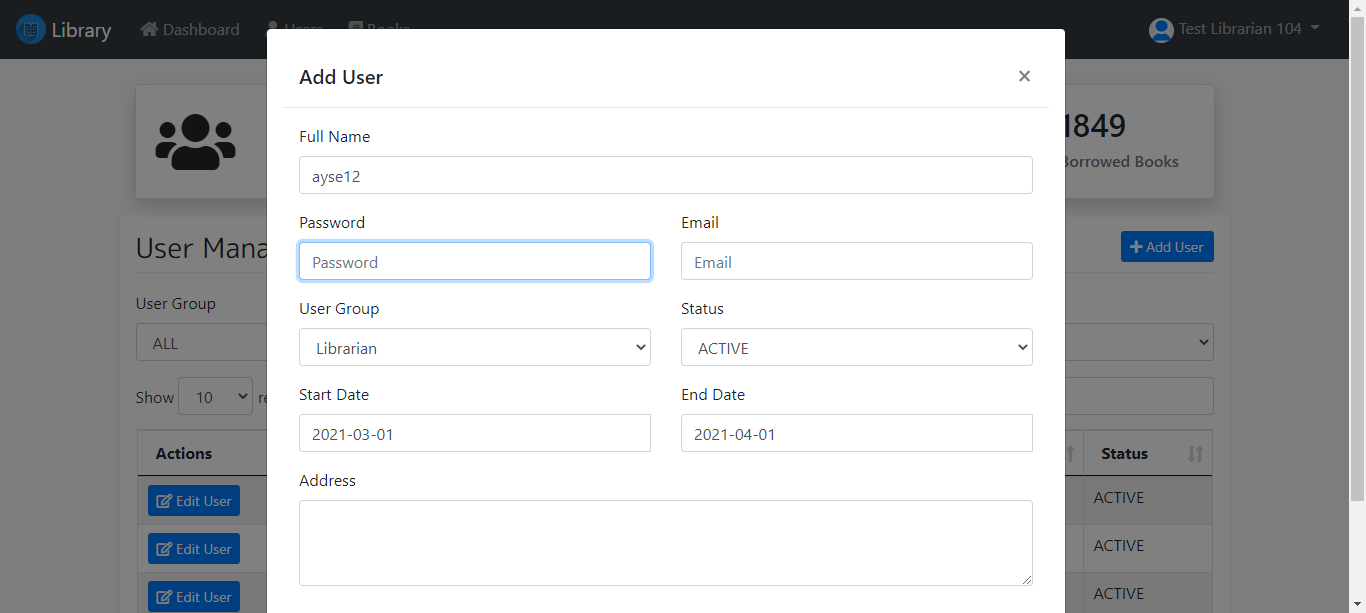 Library
Dashboard
Users
Books
Test Librarian 104
Add User
×
Full Name
ayse12
1849
Borrowed Books
Password
Email
Password
Email
User Mana
Add User
User Group
Status
User Group
ALL
Librarian
ACTIVE
Start Date
End Date
Show 10 re
2021-03-01
2021-04-01
Actions
Status
Address
Edit User
ACTIVE
Edit User
ACTIVE
Edit User
ACTIVE